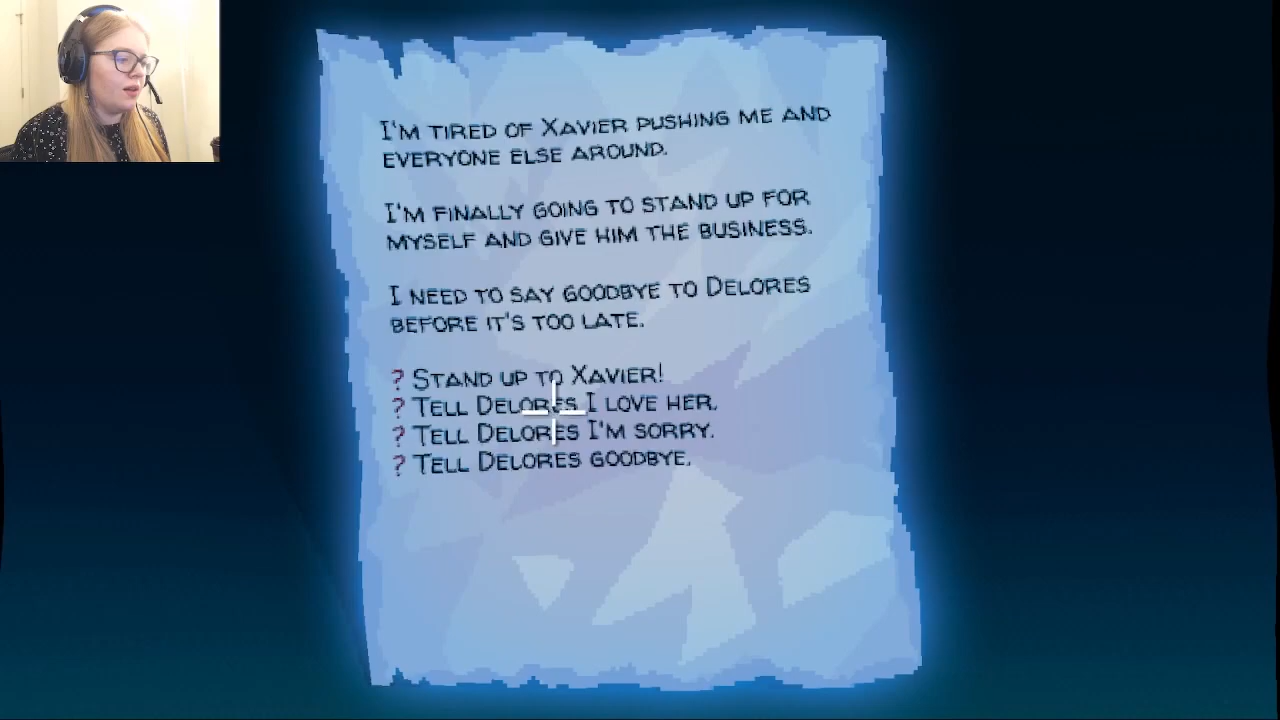 I'm tired of Xavier pushing me and
everyone else around.
I'm finally going to stand up for
myself and give him the business.
I need to say goodbye to Delores
before it's too late.
? Stand up to Xavier!
? Tell Delores I love her.
? Tell Delores I'm sorry.
? Tell Delores goodbye.